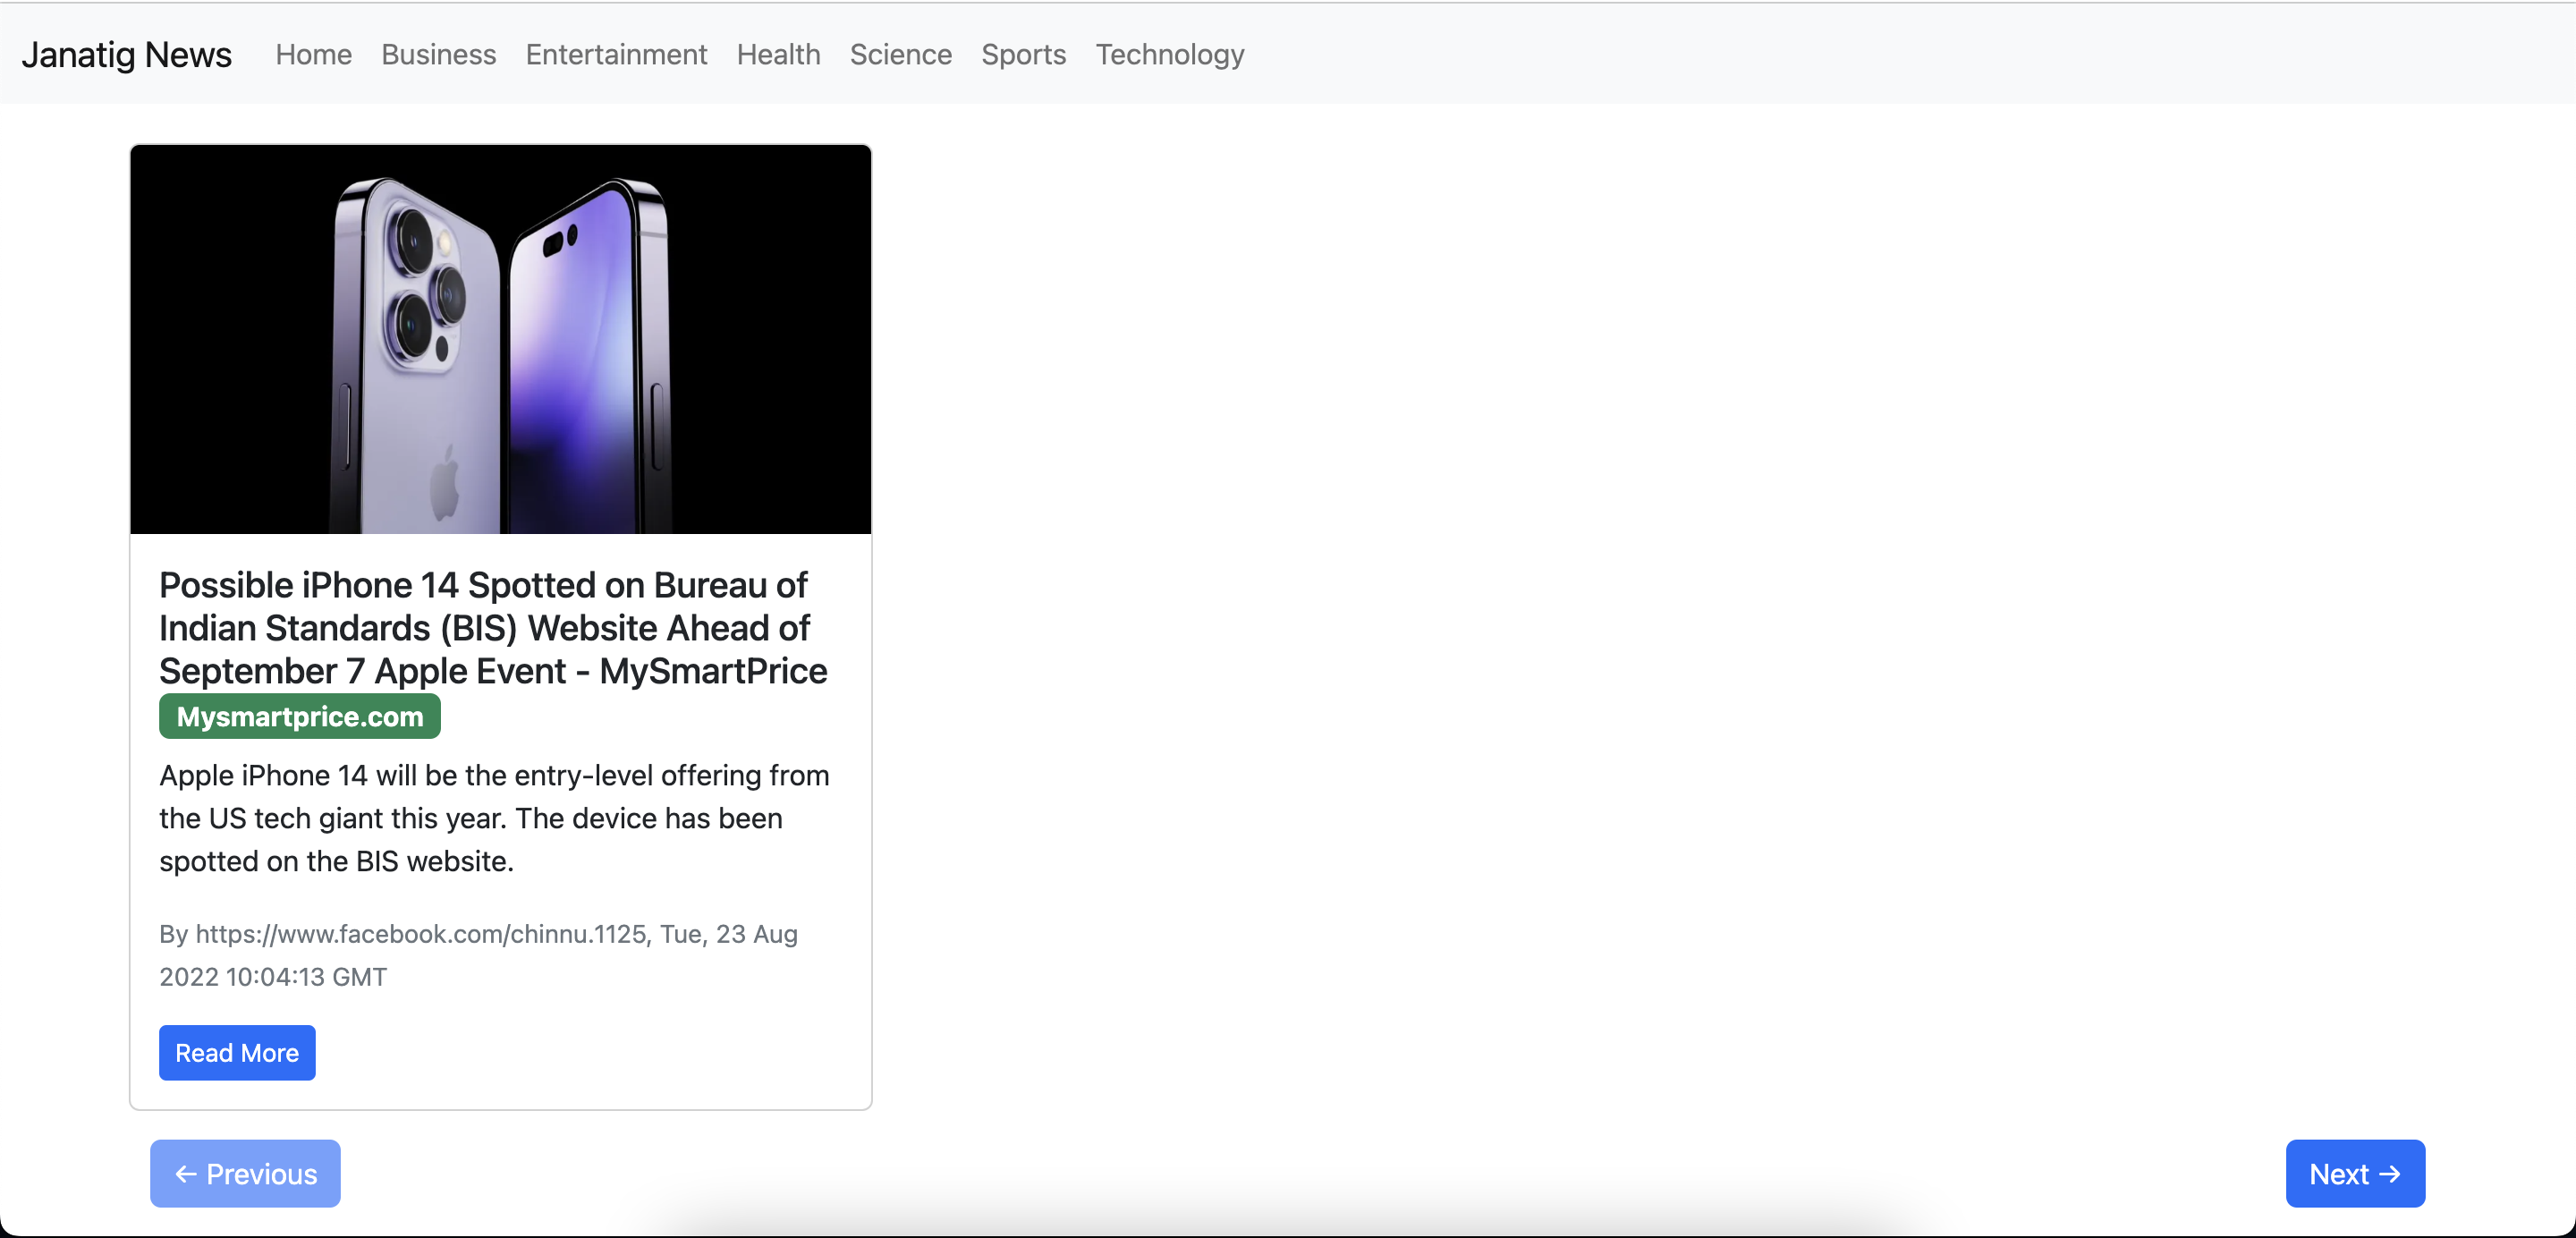 Janatig News Home Business Entertainment Health Science Sports Technology
Possible iPhone 14 Spotted on Bureau of
Indian Standards (BIS) Website Ahead of
September 7 Apple Event - MySmartPrice
Mysmartprice.com
Apple iPhone 14 will be the entry-level offering from
the US tech giant this year. The device has been
spotted on the BIS website.
By https://www.facebook.com/chinnu.1125, Tue, 23 Aug
2022 10:04:13 GMT
Read More
← Previous
Next →